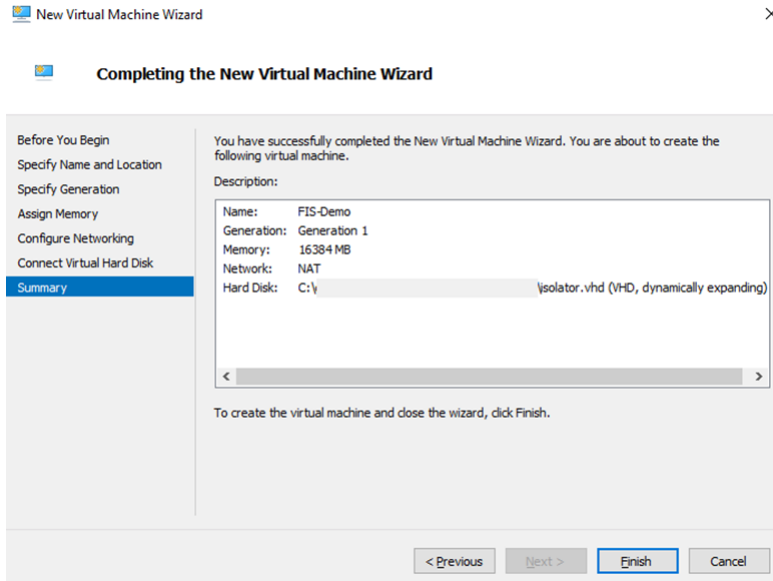 New Virtual Machine Wizard
Completing the New Virtual Machine Wizard
Before You Begin
Specify Name and Location
Specify Generation
Assign Memory
Configure Networking
Connect Virtual Hard Disk
Summary
You have successfully completed the New Virtual Machine Wizard. You are about to create the
following virtual machine.
Description:
Name: FIS-Demo
Generation: Generation 1
Memory: 16384 MB
Network: NAT
Hard Disk: C:\ \isolator.vhd (VHD, dynamically expanding)
To create the virtual machine and close the wizard, click Finish.
< Previous
Next >
Finish
Cancel